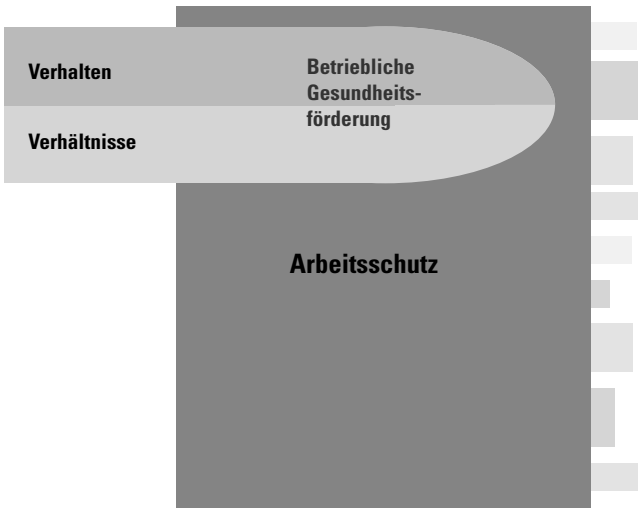 Verhalten
Betriebliche
Gesundheits-
förderung
Verhältnisse
Arbeitsschutz